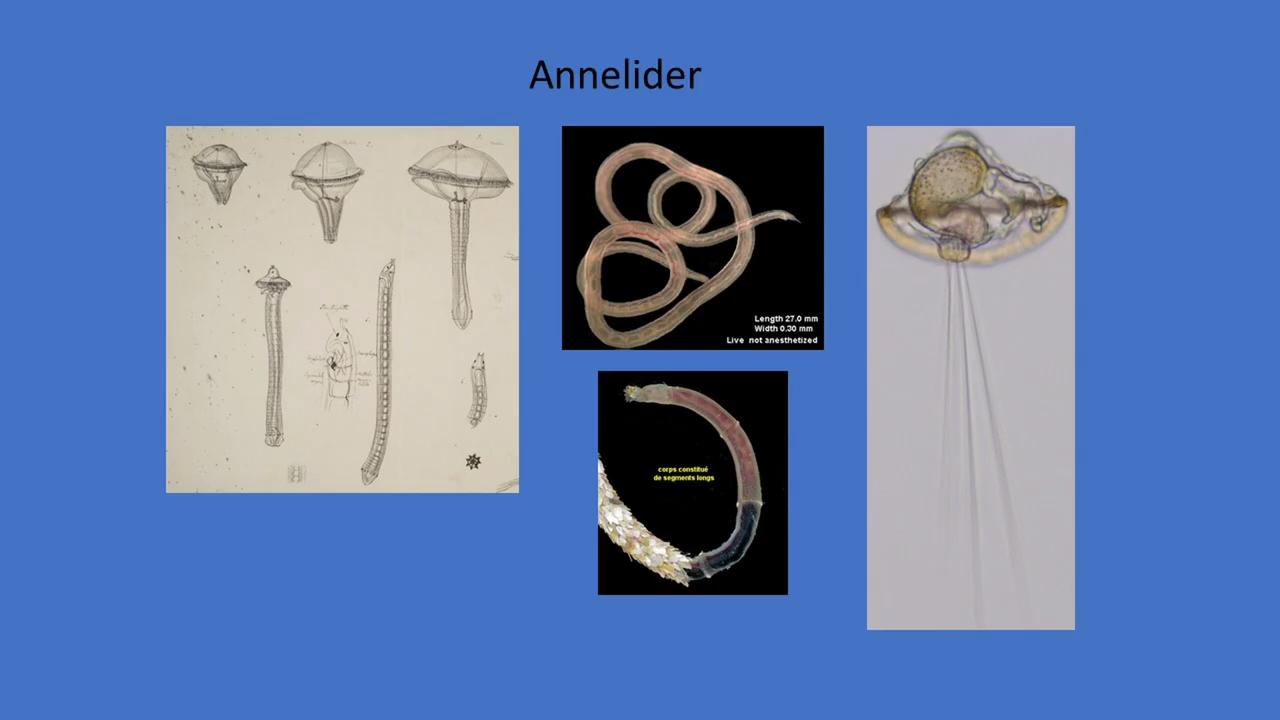 Annelider
Length 27.0 mm
Width 0.30 mm
Live not anesthetized
corps constitué
de segments longs